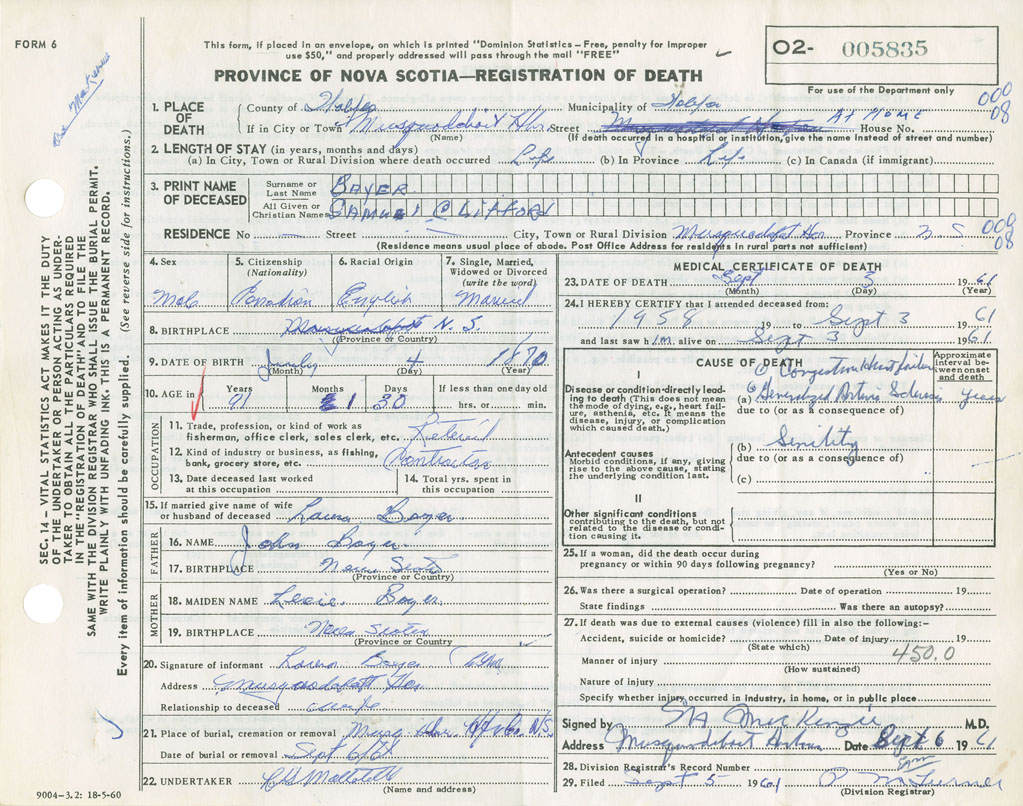 FORM 6
This form, if placed in an envelope, on which is printed "Dominion Statistics – Free, penalty for improper
use $50," and properly addressed will pass through the mail "FREE"
PROVINCE OF NOVA SCOTIA—REGISTRATION OF DEATH
O2- 005835
For use of the Department only
000
08
1. PLACE OF DEATH
County of Halifax Municipality of Halifax
At Home
If in City or Town Musquodoboit Hbr Street House No.
(Name) (If death occurred in a hospital or institution, give the name instead of street and number)
2. LENGTH OF STAY (in years, months and days)
(a) In City, Town or Rural Division where death occurred Life (b) In Province Life (c) In Canada (if immigrant)
3. PRINT NAME OF DECEASED
Surname or Last Name BAYER
All Given or Christian Names SAMUEL CLIFFORD
RESIDENCE No — Street — City, Town or Rural Division Musquodoboit Hbr Province N S
000
08
(Residence means usual place of abode. Post Office Address for residents in rural parts not sufficient)
4. Sex
Male
5. Citizenship (Nationality)
Canadian
6. Racial Origin
English
7. Single, Married, Widowed or Divorced (write the word)
Married
8. BIRTHPLACE Musquodoboit N. S.
(Province or Country)
9. DATE OF BIRTH July 4 1870
(Month) (Day) (Year)
10. AGE in Years Months Days If less than one day old
91 1 30 hrs. or min.
OCCUPATION
11. Trade, profession, or kind of work as
fisherman, office clerk, sales clerk, etc. Retired
12. Kind of industry or business, as fishing,
bank, grocery store, etc. Contractor
13. Date deceased last worked at this occupation
14. Total yrs. spent in this occupation
15. If married give name of wife
or husband of deceased Laura Bayer
FATHER
16. NAME John Bayer
17. BIRTHPLACE Nova Scotia
(Province or Country)
MOTHER
18. MAIDEN NAME Bayer
19. BIRTHPLACE Nova Scotia
(Province or Country)
20. Signature of informant Laura Bayer
Address Musquodoboit Hbr
Relationship to deceased wife
21. Place of burial, cremation or removal Musq Hbr Hfx Co. N.S.
Date of burial or removal Sept 6th
22. UNDERTAKER
(Name and address)
9004–3.2: 18-5-60
MEDICAL CERTIFICATE OF DEATH
23. DATE OF DEATH Sept 3 1961
(Month) (Day) (Year)
24. I HEREBY CERTIFY that I attended deceased from:
1958 19 to Sept 3 1961
and last saw him alive on Sept 3 1961
CAUSE OF DEATH
Approximate interval between onset and death
I
Disease or condition directly leading to death (This does not mean the mode of dying, e.g., heart failure, asthenia, etc. It means the disease, injury, or complication which caused death.)
① Congestive Heart failure
(a) ② Generalized Arterio Sclerosis years
due to (or as a consequence of)
Antecedent causes
Morbid conditions, if any, giving rise to the above cause, stating the underlying condition last.
(b) Senility
due to (or as a consequence of)
(c)
II
Other significant conditions
contributing to the death, but not related to the disease or condition causing it.
25. If a woman, did the death occur during
pregnancy or within 90 days following pregnancy?
(Yes or No)
26. Was there a surgical operation? Date of operation 19
State findings Was there an autopsy?
27. If death was due to external causes (violence) fill in also the following:–
Accident, suicide or homicide? Date of injury 19
(State which)
450.0
Manner of injury
(How sustained)
Nature of injury
Specify whether injury occurred in industry, in home, or in public place
Signed by MacKenzie M.D.
Address Musquodoboit Harbour Date Sept 6 1961
28. Division Registrar's Record Number
29. Filed Sept 5 1961
(Division Registrar)
SEC. 14 – VITAL STATISTICS ACT MAKES IT THE DUTY
OF THE UNDERTAKER OR PERSON ACTING AS UNDER-
TAKER TO OBTAIN ALL THE PARTICULARS REQUIRED
IN THE "REGISTRATION OF DEATH" AND TO FILE THE
SAME WITH THE DIVISION REGISTRAR WHO SHALL ISSUE THE BURIAL PERMIT.
WRITE PLAINLY WITH UNFADING INK. THIS IS A PERMANENT RECORD.
Every item of information should be carefully supplied. (See reverse side for instructions.)